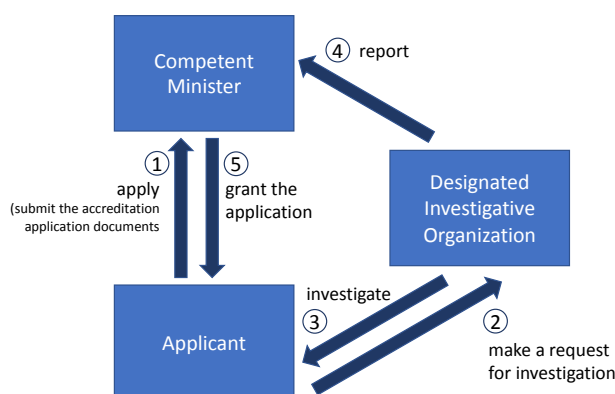 Competent
Minister
④ report
① 
apply
(submit the accreditation
application documents
⑤
grant the
application
Designated
Investigative
Organization
investigate
③
Applicant
②
make a request
for investigation